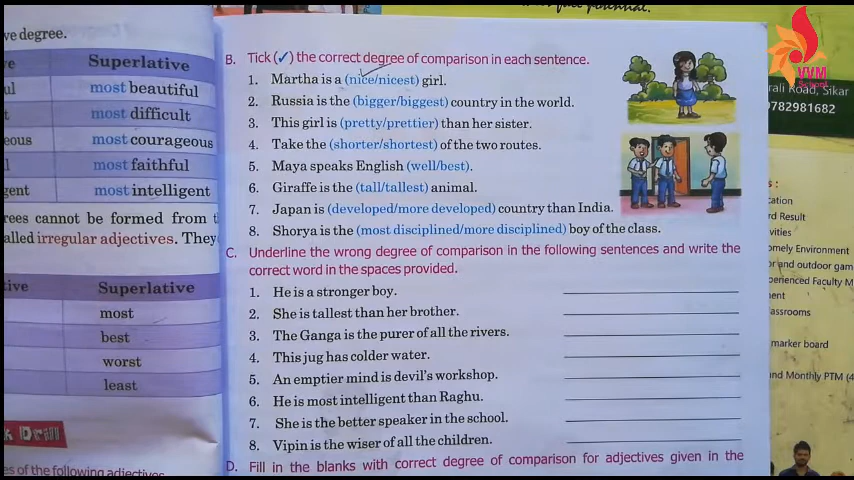 ve degree.
ve Superlative
ul most beautiful
t most difficult
eous most courageous
l most faithful
gent most intelligent
rees cannot be formed from t
alled irregular adjectives. They
tive Superlative
most
best
worst
least
k Drill
es of the following adjectives
B. Tick (✓) the correct degree of comparison in each sentence.
1. Martha is a (nice/nicest) girl.
2. Russia is the (bigger/biggest) country in the world.
3. This girl is (pretty/prettier) than her sister.
4. Take the (shorter/shortest) of the two routes.
5. Maya speaks English (well/best).
6. Giraffe is the (tall/tallest) animal.
7. Japan is (developed/more developed) country than India.
8. Shorya is the (most disciplined/more disciplined) boy of the class.
C. Underline the wrong degree of comparison in the following sentences and write the
correct word in the spaces provided.
1. He is a stronger boy.
2. She is tallest than her brother.
3. The Ganga is the purer of all the rivers.
4. This jug has colder water.
5. An emptier mind is devil's workshop.
6. He is most intelligent than Raghu.
7. She is the better speaker in the school.
8. Vipin is the wiser of all the children.
D. Fill in the blanks with correct degree of comparison for adjectives given in the
potential.
VVM
School
rali Road, Sikar
9782981682
s :
cation
rd Result
vities
omely Environment
or and outdoor gam
perienced Faculty M
ent
assrooms
marker board
nd Monthly PTM (4